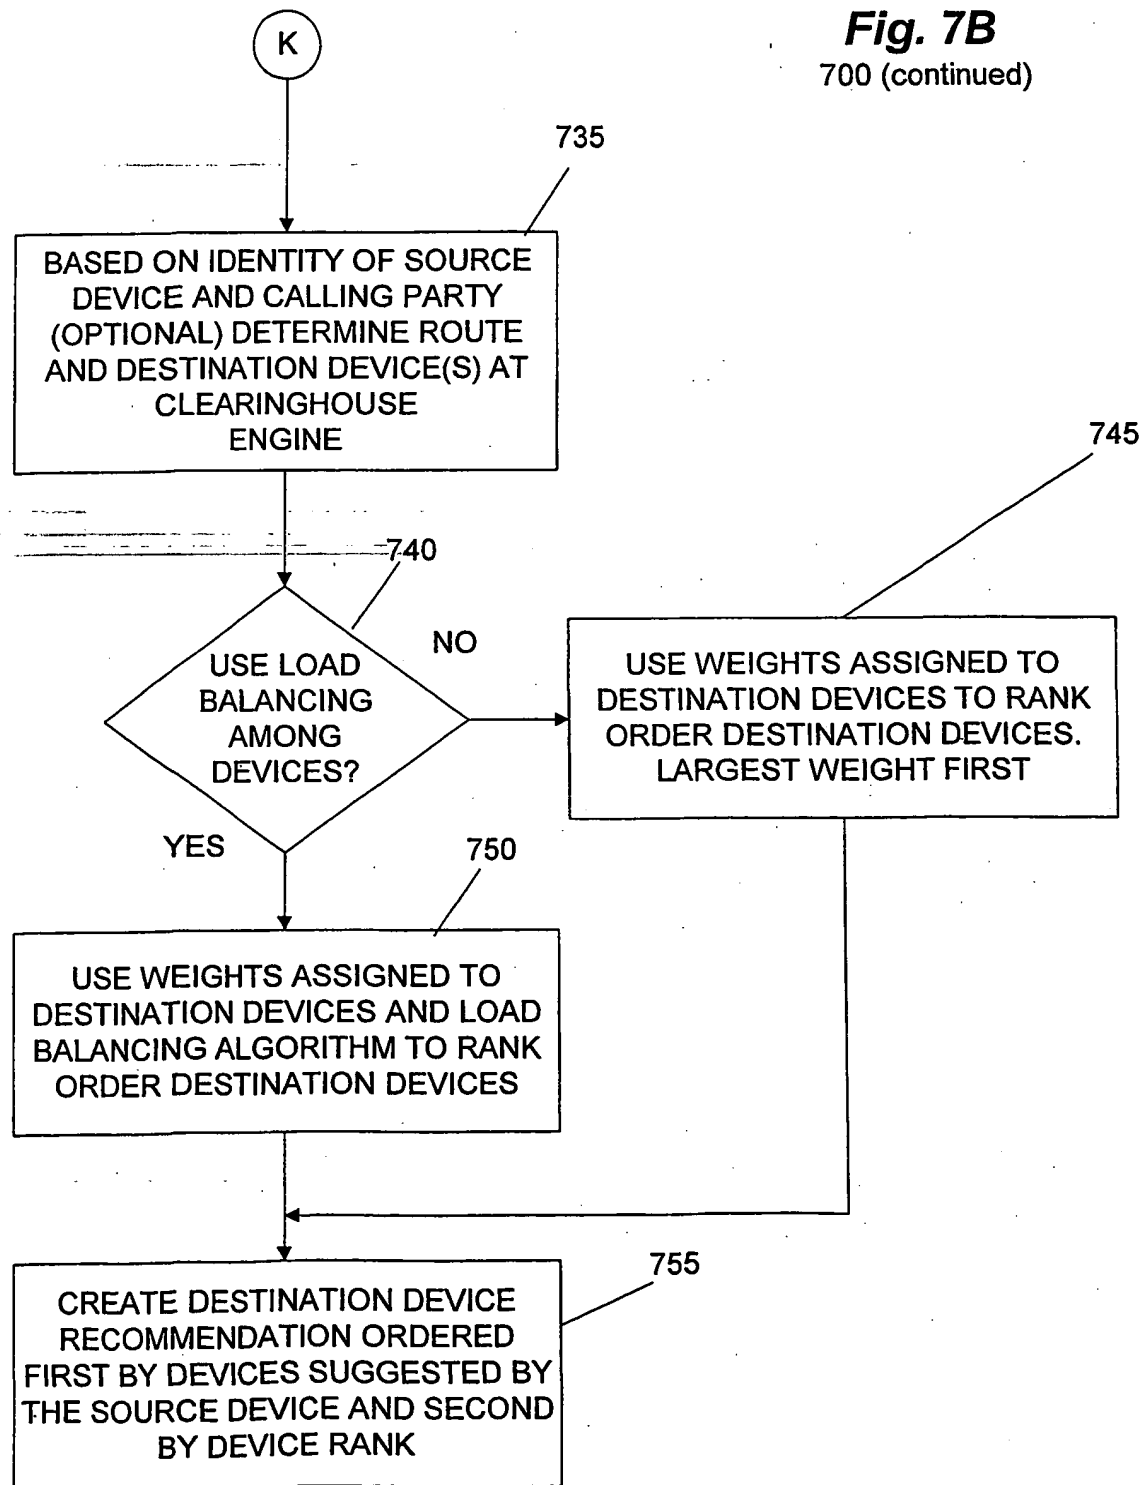 K
Fig. 7B
700 (continued)
735
BASED ON IDENTITY OF SOURCE
DEVICE AND CALLING PARTY
(OPTIONAL) DETERMINE ROUTE
AND DESTINATION DEVICE(S) AT
CLEARINGHOUSE
ENGINE
740
USE LOAD
BALANCING
AMONG
DEVICES?
NO
YES
745
USE WEIGHTS ASSIGNED TO
DESTINATION DEVICES TO RANK
ORDER DESTINATION DEVICES.
LARGEST WEIGHT FIRST
750
USE WEIGHTS ASSIGNED TO
DESTINATION DEVICES AND LOAD
BALANCING ALGORITHM TO RANK
ORDER DESTINATION DEVICES
755
CREATE DESTINATION DEVICE
RECOMMENDATION ORDERED
FIRST BY DEVICES SUGGESTED BY
THE SOURCE DEVICE AND SECOND
BY DEVICE RANK